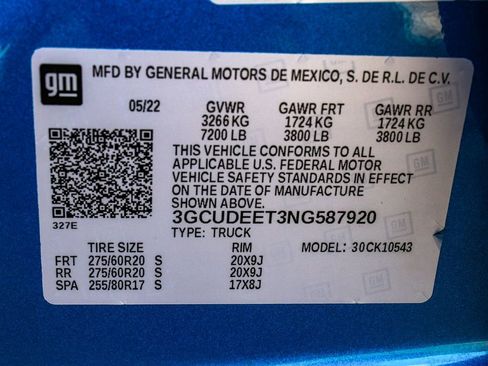 gm
MFD BY GENERAL MOTORS DE MEXICO, S. DE R.L. DE C.V.
05/22 GVWR GAWR FRT GAWR RR
3266 KG 1724 KG 1724 KG
7200 LB 3800 LB 3800 LB
THIS VEHICLE CONFORMS TO ALL
APPLICABLE U.S. FEDERAL MOTOR
VEHICLE SAFETY STANDARDS IN EFFECT
ON THE DATE OF MANUFACTURE
SHOWN ABOVE.
327E
3GCUDEET3NG587920
TYPE: TRUCK
TIRE SIZE RIM MODEL: 30CK10543
FRT 275/60R20 S 20X9J
RR 275/60R20 S 20X9J
SPA 255/80R17 S 17X8J